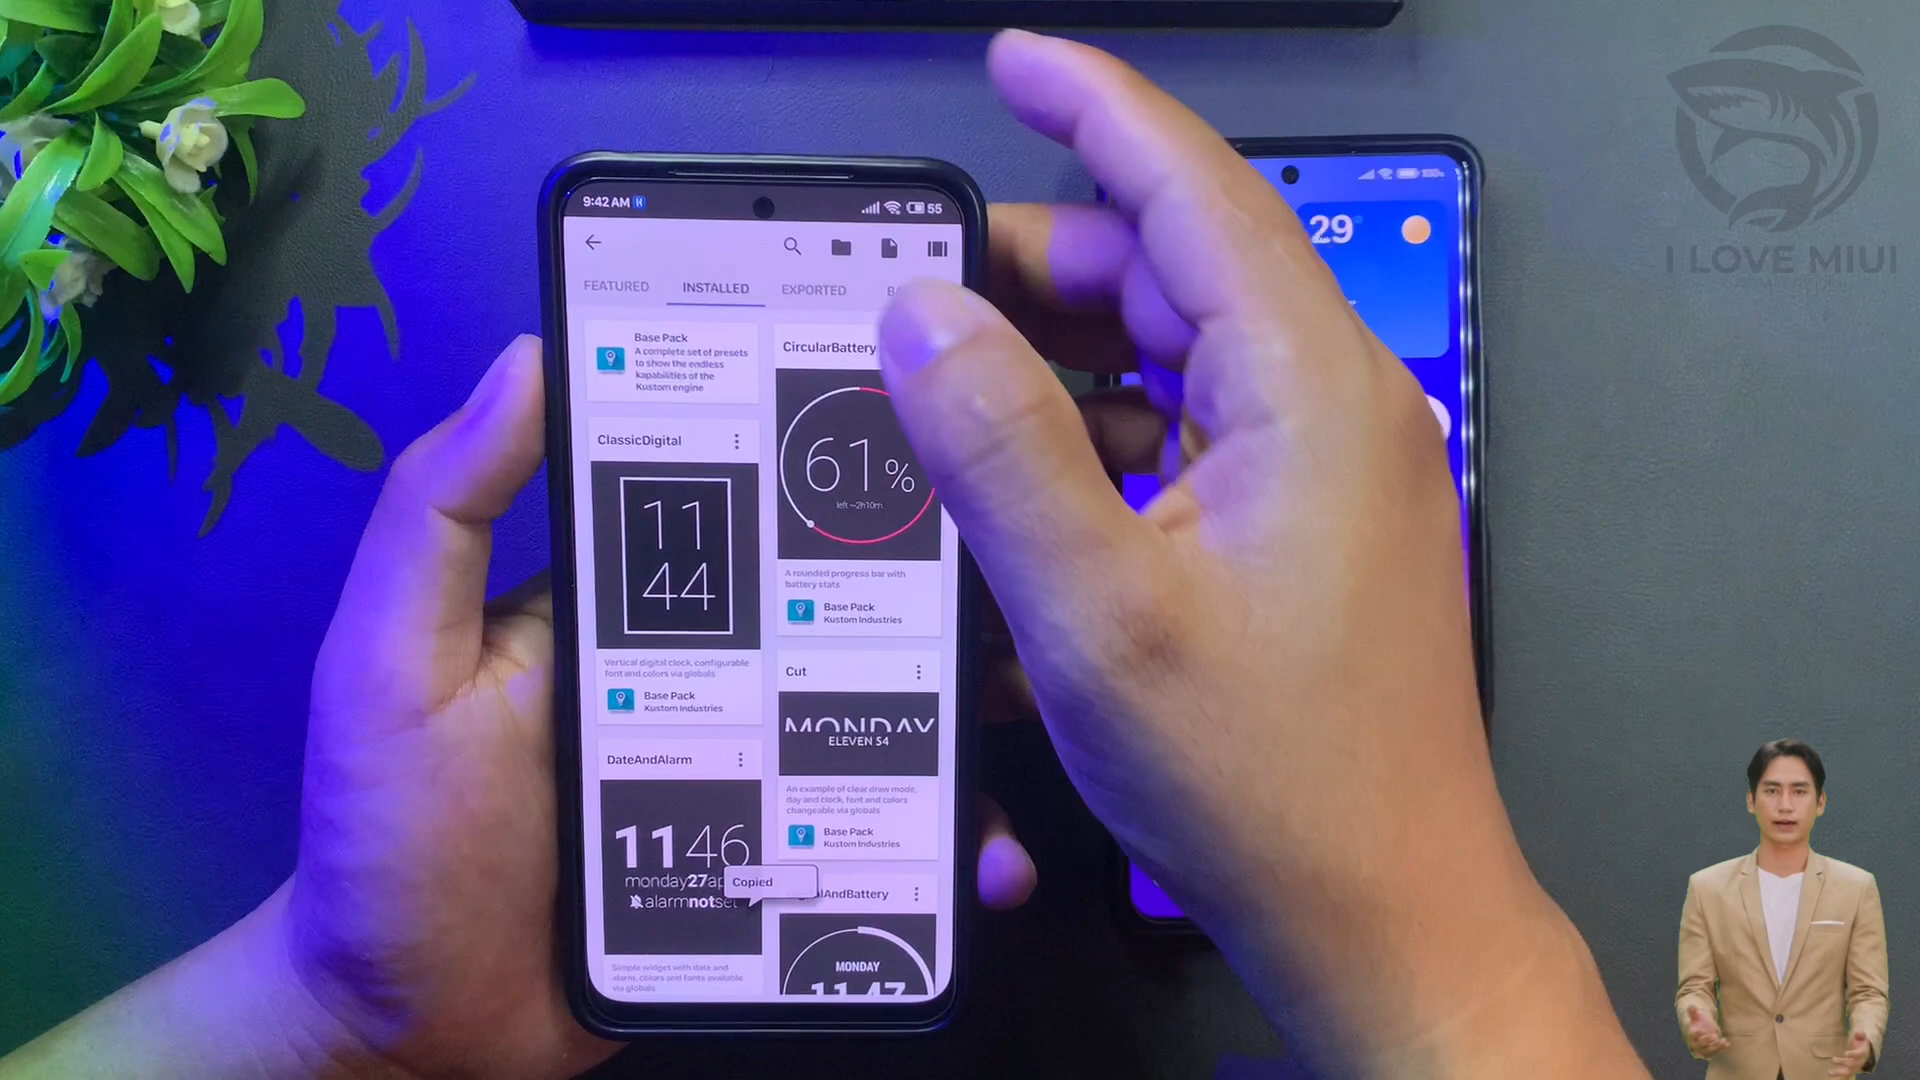 9:42 AM
55
FEATURED
INSTALLED
EXPORTED
Base Pack
A complete set of presets
to show the endless
kapabilities of the
Kustom engine
CircularBattery
61%
left ~2h10m
A rounded progress bar with
battery stats
Base Pack
Kustom Industries
ClassicDigital
11
44
Vertical digital clock, configurable
font and colors via globals
Base Pack
Kustom Industries
Cut
MONDAY
ELEVEN 54
An example of clear draw mode,
day and clock, font and colors
changeable via globals
Base Pack
Kustom Industries
DateAndAlarm
1146
monday27ap
alarmnotset
Copied
Simple widget with date and
alarm, colors and fonts available
via globals
AndBattery
MONDAY
11 47
29°
I LOVE MIUI